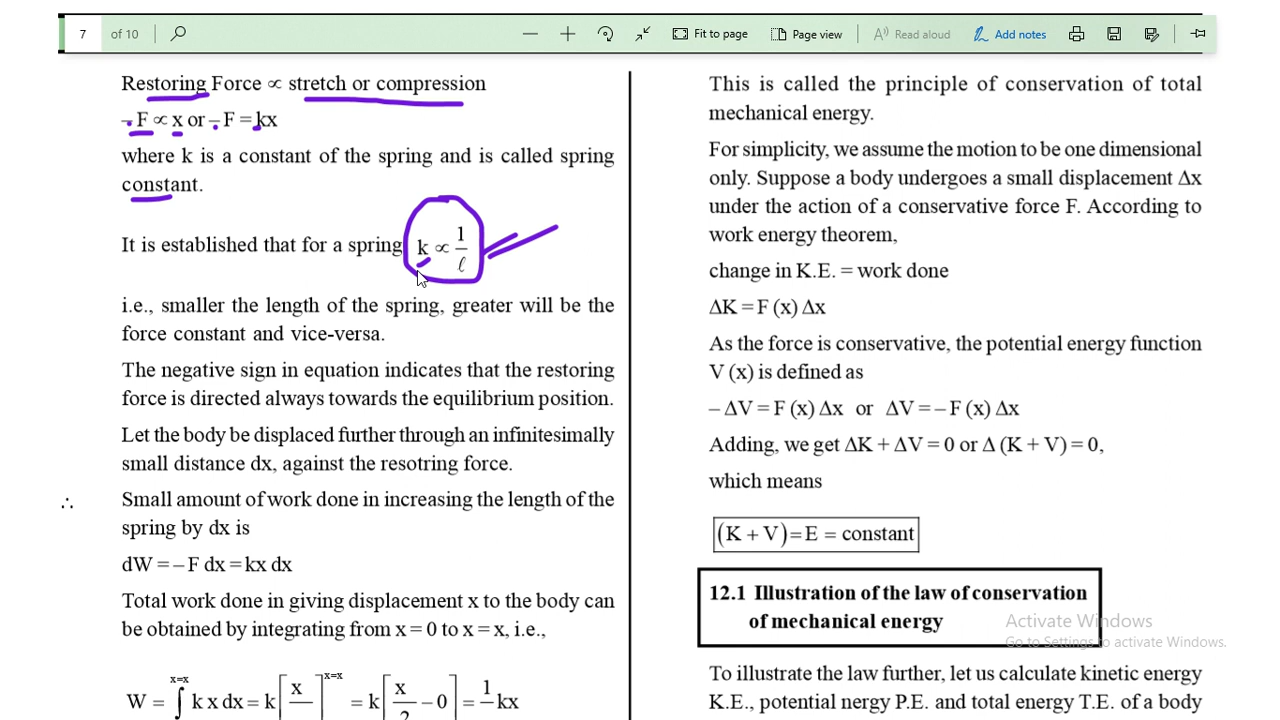 7 of 10 Fit to page Page view Read aloud Add notes
Restoring Force ∝ stretch or compression
– F ∝ x or – F = kx
where k is a constant of the spring and is called spring
constant.
It is established that for a spring k ∝ 1/ℓ
i.e., smaller the length of the spring, greater will be the
force constant and vice-versa.
The negative sign in equation indicates that the restoring
force is directed always towards the equilibrium position.
Let the body be displaced further through an infinitesimally
small distance dx, against the resotring force.
∴ Small amount of work done in increasing the length of the
spring by dx is
dW = – F dx = kx dx
Total work done in giving displacement x to the body can
be obtained by integrating from x = 0 to x = x, i.e.,
x=x x=x
W = ∫ k x dx = k[x = k[x/2 – 0] = 1 kx
This is called the principle of conservation of total
mechanical energy.
For simplicity, we assume the motion to be one dimensional
only. Suppose a body undergoes a small displacement Δx
under the action of a conservative force F. According to
work energy theorem,
change in K.E. = work done
ΔK = F (x) Δx
As the force is conservative, the potential energy function
V (x) is defined as
– ΔV = F (x) Δx or ΔV = – F (x) Δx
Adding, we get ΔK + ΔV = 0 or Δ (K + V) = 0,
which means
(K + V) = E = constant
12.1 Illustration of the law of conservation
of mechanical energy
Activate Windows
Go to Settings to activate Windows.
To illustrate the law further, let us calculate kinetic energy
K.E., potential nergy P.E. and total energy T.E. of a body